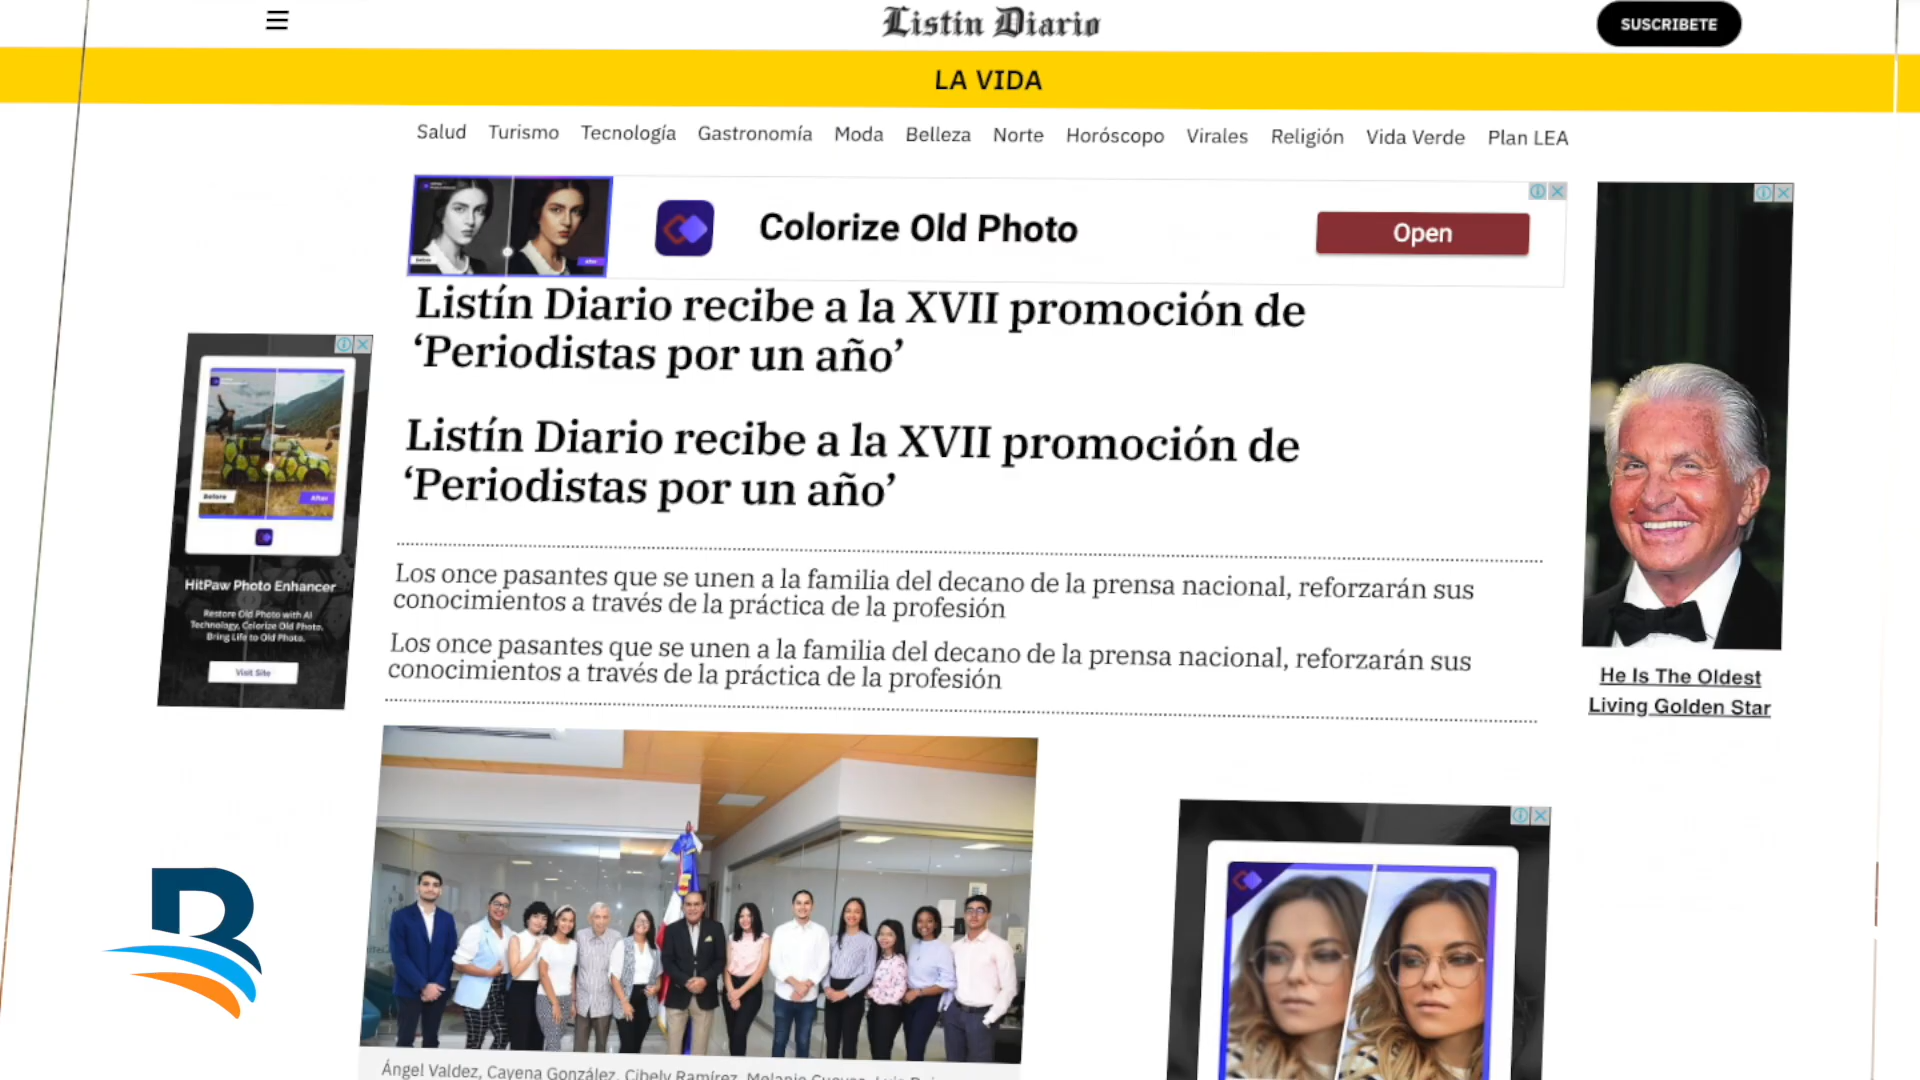 Listin Diario
SUSCRIBETE
LA VIDA
Salud Turismo Tecnología Gastronomía Moda Belleza Norte Horóscopo Virales Religión Vida Verde Plan LEA
Colorize Old Photo
Open
Listín Diario recibe a la XVII promoción de
‘Periodistas por un año’
Listín Diario recibe a la XVII promoción de
‘Periodistas por un año’
Los once pasantes que se unen a la familia del decano de la prensa nacional, reforzarán sus
conocimientos a través de la práctica de la profesión
Los once pasantes que se unen a la familia del decano de la prensa nacional, reforzarán sus
conocimientos a través de la práctica de la profesión
Before
After
HitPaw Photo Enhancer
Restore Old Photo with AI
Technology, Colorize Old Photo.
Bring Life to Old Photo.
Visit Site
He Is The Oldest
Living Golden Star
B
Ángel Valdez, Cayena González, Cibely Ramírez,